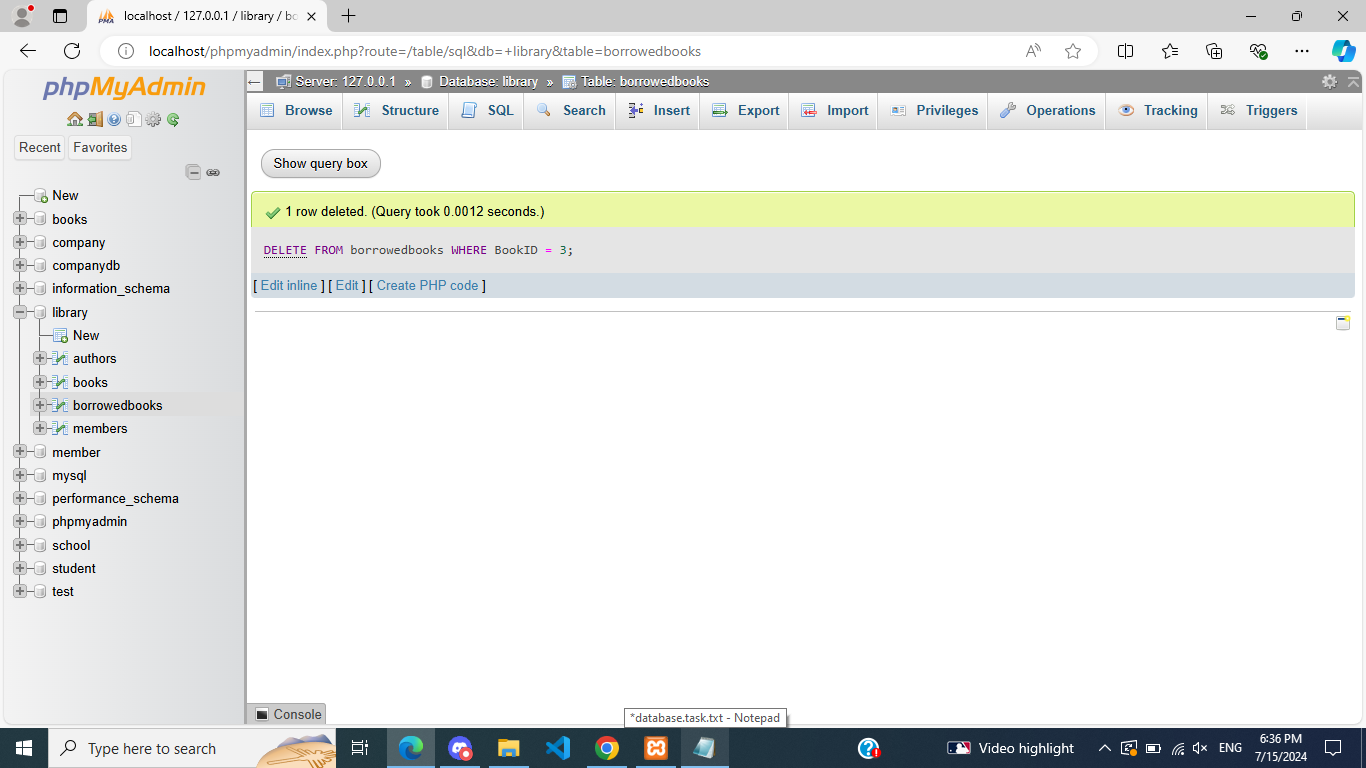 localhost / 127.0.0.1 / library / bo
localhost/phpmyadmin/index.php?route=/table/sql&db=+library&table=borrowedbooks
phpMyAdmin
Recent Favorites
New
books
company
companydb
information_schema
library
New
authors
books
borrowedbooks
members
member
mysql
performance_schema
phpmyadmin
school
student
test
Server: 127.0.0.1 » Database: library » Table: borrowedbooks
Browse Structure SQL Search Insert Export Import Privileges Operations Tracking Triggers
Show query box
1 row deleted. (Query took 0.0012 seconds.)
DELETE FROM borrowedbooks WHERE BookID = 3;
[ Edit inline ] [ Edit ] [ Create PHP code ]
Console
*database.task.txt - Notepad
Type here to search
Video highlight
ENG
6:36 PM
7/15/2024